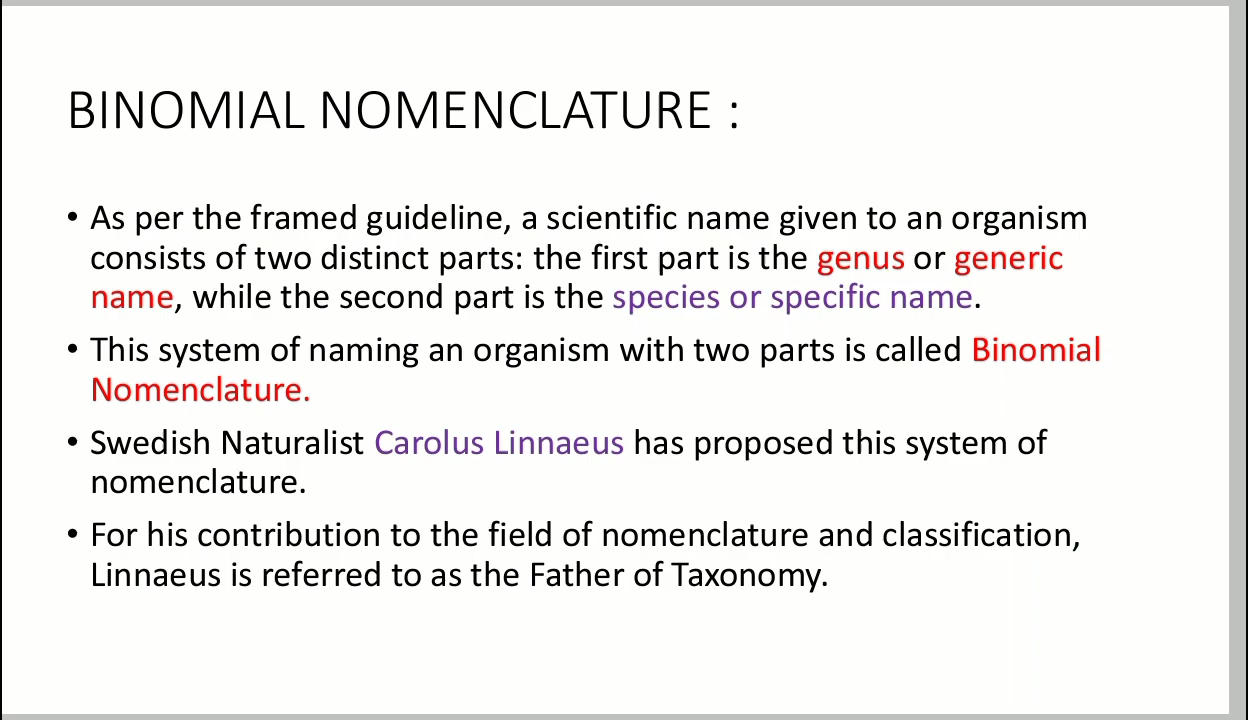 BINOMIAL NOMENCLATURE :
• As per the framed guideline, a scientific name given to an organism
consists of two distinct parts: the first part is the genus or generic
name, while the second part is the species or specific name.
• This system of naming an organism with two parts is called Binomial
Nomenclature.
• Swedish Naturalist Carolus Linnaeus has proposed this system of
nomenclature.
• For his contribution to the field of nomenclature and classification,
Linnaeus is referred to as the Father of Taxonomy.